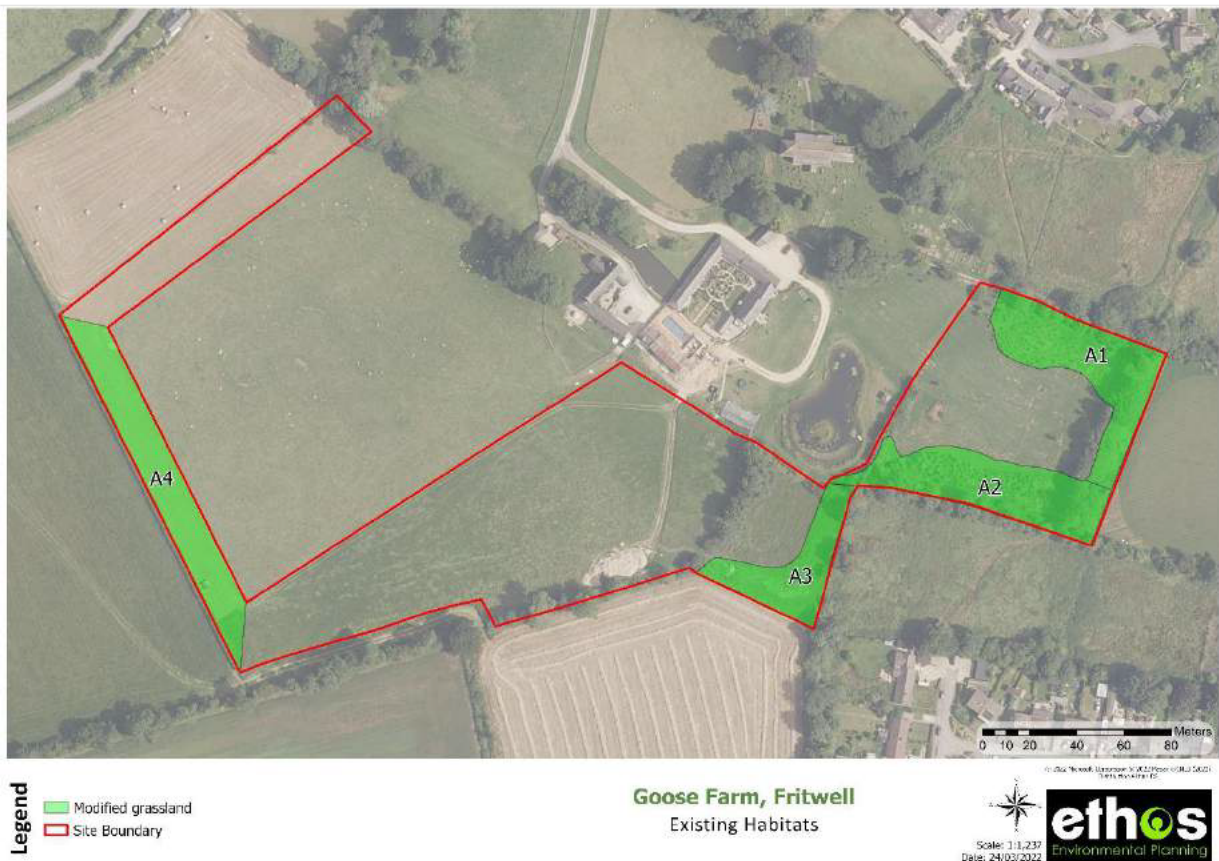 A1
A4
A2
A3
Meters
0 10 20 40 60 80
Legend
Modified grassland
Site Boundary
Goose Farm, Fritwell
Existing Habitats
Scale: 1:1,237
Date: 24/03/2022
ethos
Environmental Planning